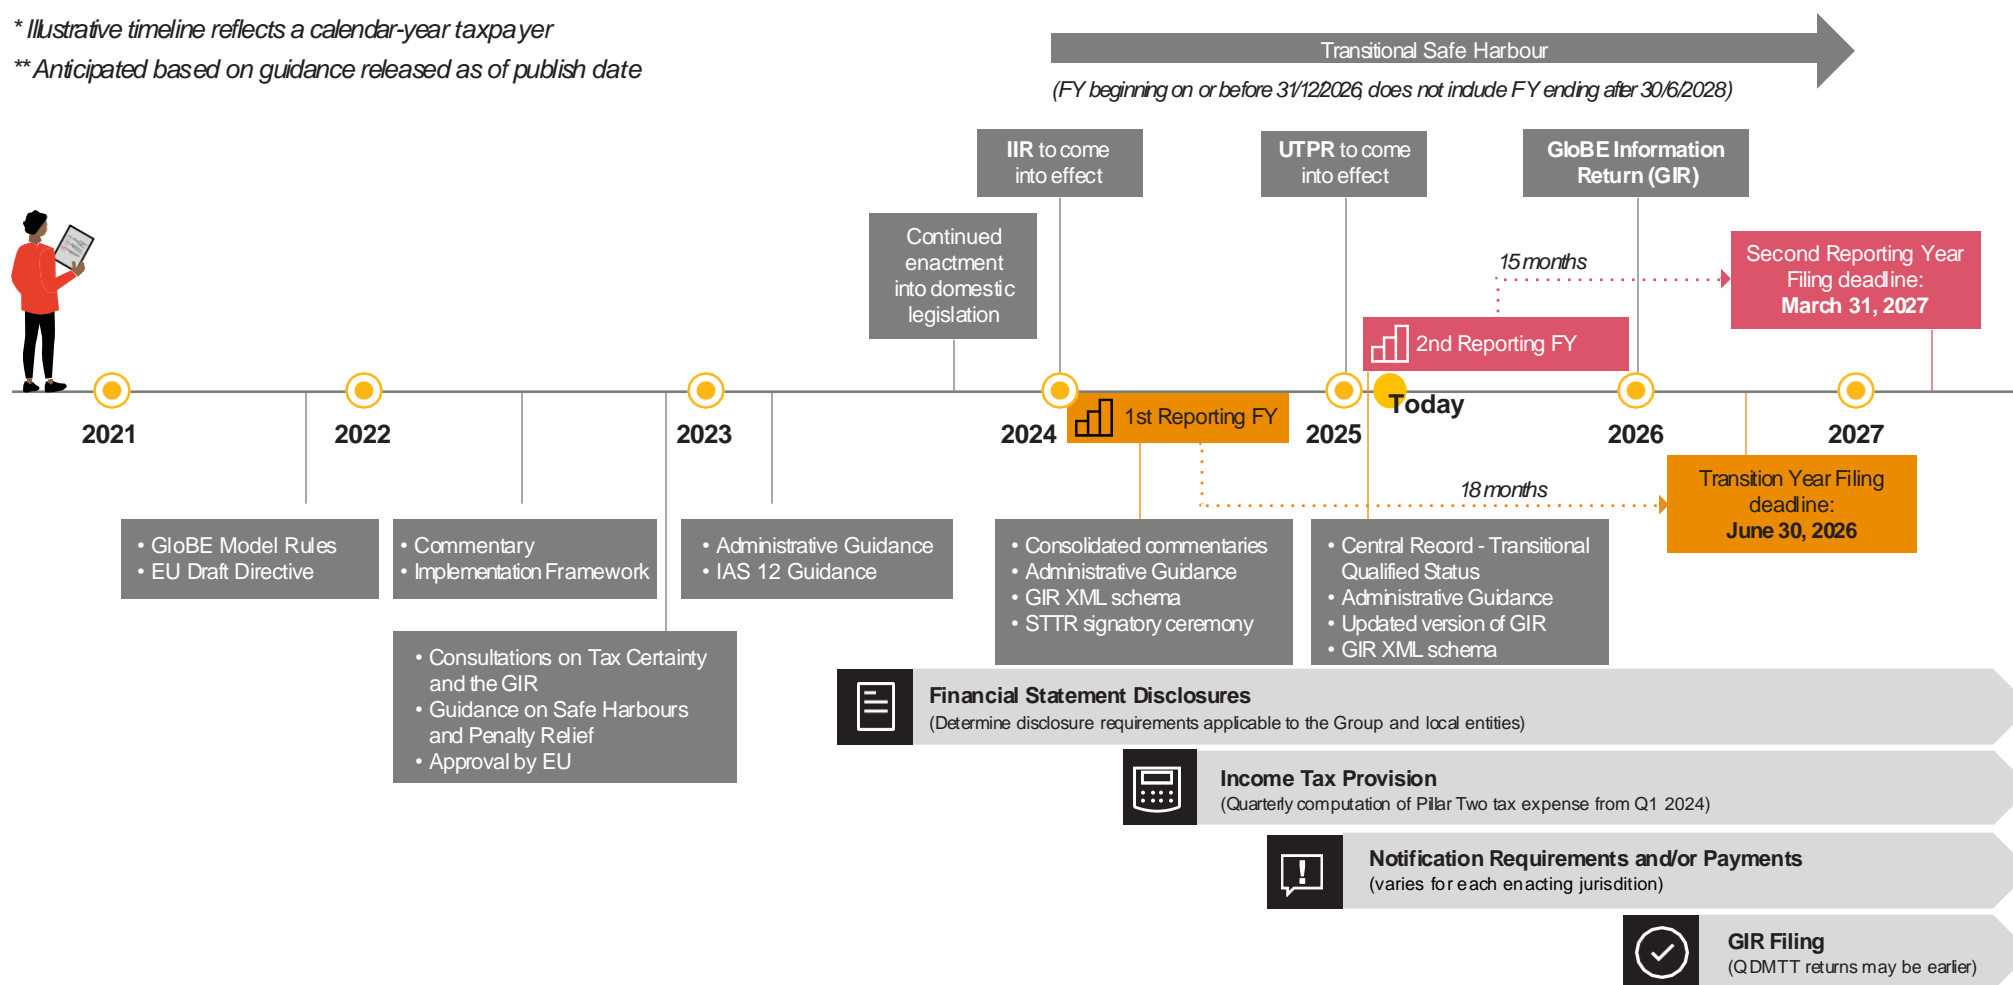 * Illustrative timeline reflects a calendar-year taxpayer
** Anticipated based on guidance released as of publish date
Transitional Safe Harbour
(FY beginning on or before 31/12/2026, does not include FY ending after 30/6/2028)
IIR to come
into effect
UTPR to come
into effect
GloBE Information
Return (GIR)
Continued
enactment
into domestic
legislation
15 months
Second Reporting Year
Filing deadline:
March 31, 2027
2nd Reporting FY
Today
1st Reporting FY
2021
2022
2023
2024
2025
2026
2027
18 months
Transition Year Filing
deadline:
June 30, 2026
• GloBE Model Rules
• EU Draft Directive
• Commentary
• Implementation Framework
• Administrative Guidance
• IAS 12 Guidance
• Consolidated commentaries
• Administrative Guidance
• GIR XML schema
• STTR signatory ceremony
• Central Record - Transitional
Qualified Status
• Administrative Guidance
• Updated version of GIR
• GIR XML schema
• Consultations on Tax Certainty
and the GIR
• Guidance on Safe Harbours
and Penalty Relief
• Approval by EU
Financial Statement Disclosures
(Determine disclosure requirements applicable to the Group and local entities)
Income Tax Provision
(Quarterly computation of Pillar Two tax expense from Q1 2024)
Notification Requirements and/or Payments
(varies for each enacting jurisdition)
GIR Filing
(QDMTT returns may be earlier)